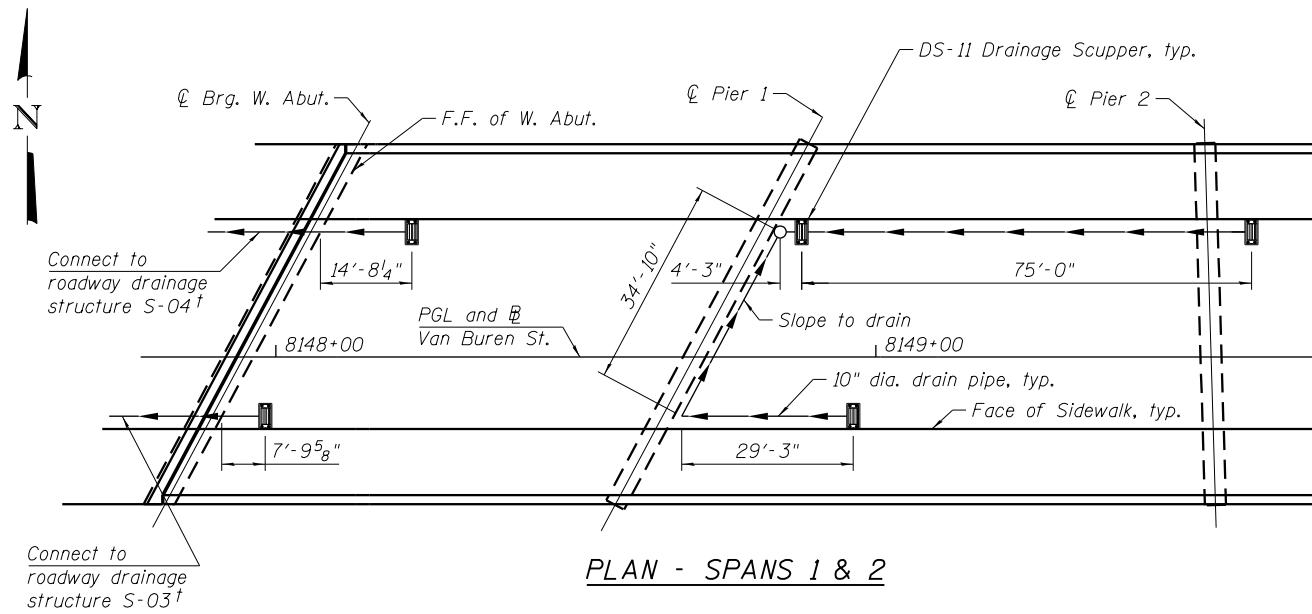 DS-11 Drainage Scupper, typ.
℄ Brg. W. Abut.
F.F. of W. Abut.
℄ Pier 1
℄ Pier 2
N
Connect to
roadway drainage
structure S-04†
14'-8¼"
34'-10"
4'-3"
75'-0"
Slope to drain
PGL and ⅊
Van Buren St.
8148+00
8149+00
10" dia. drain pipe, typ.
Face of Sidewalk, typ.
7'-9⅝"
29'-3"
Connect to
roadway drainage
structure S-03†
PLAN - SPANS 1 & 2